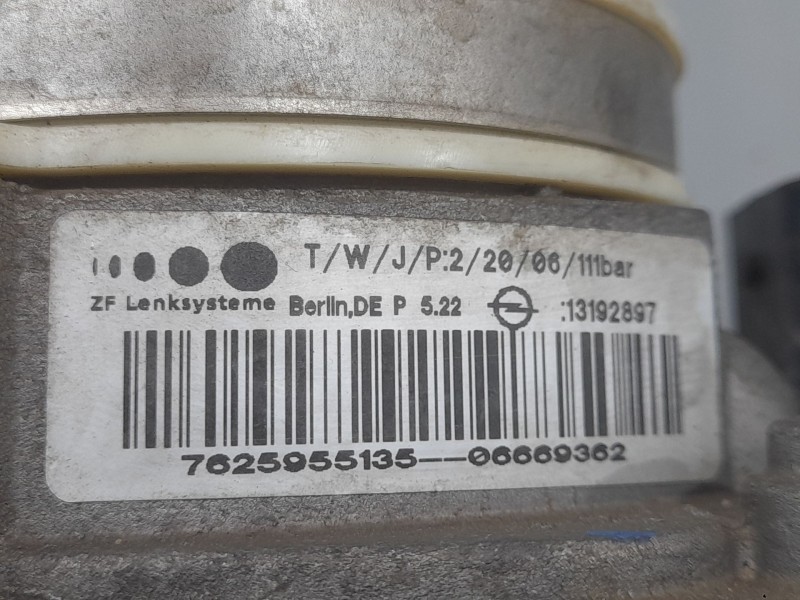 T/W/J/P:2/20/06/111bar
ZF Lenksysteme Berlin,DE P 5.22 :13192897
7625955135--06669362